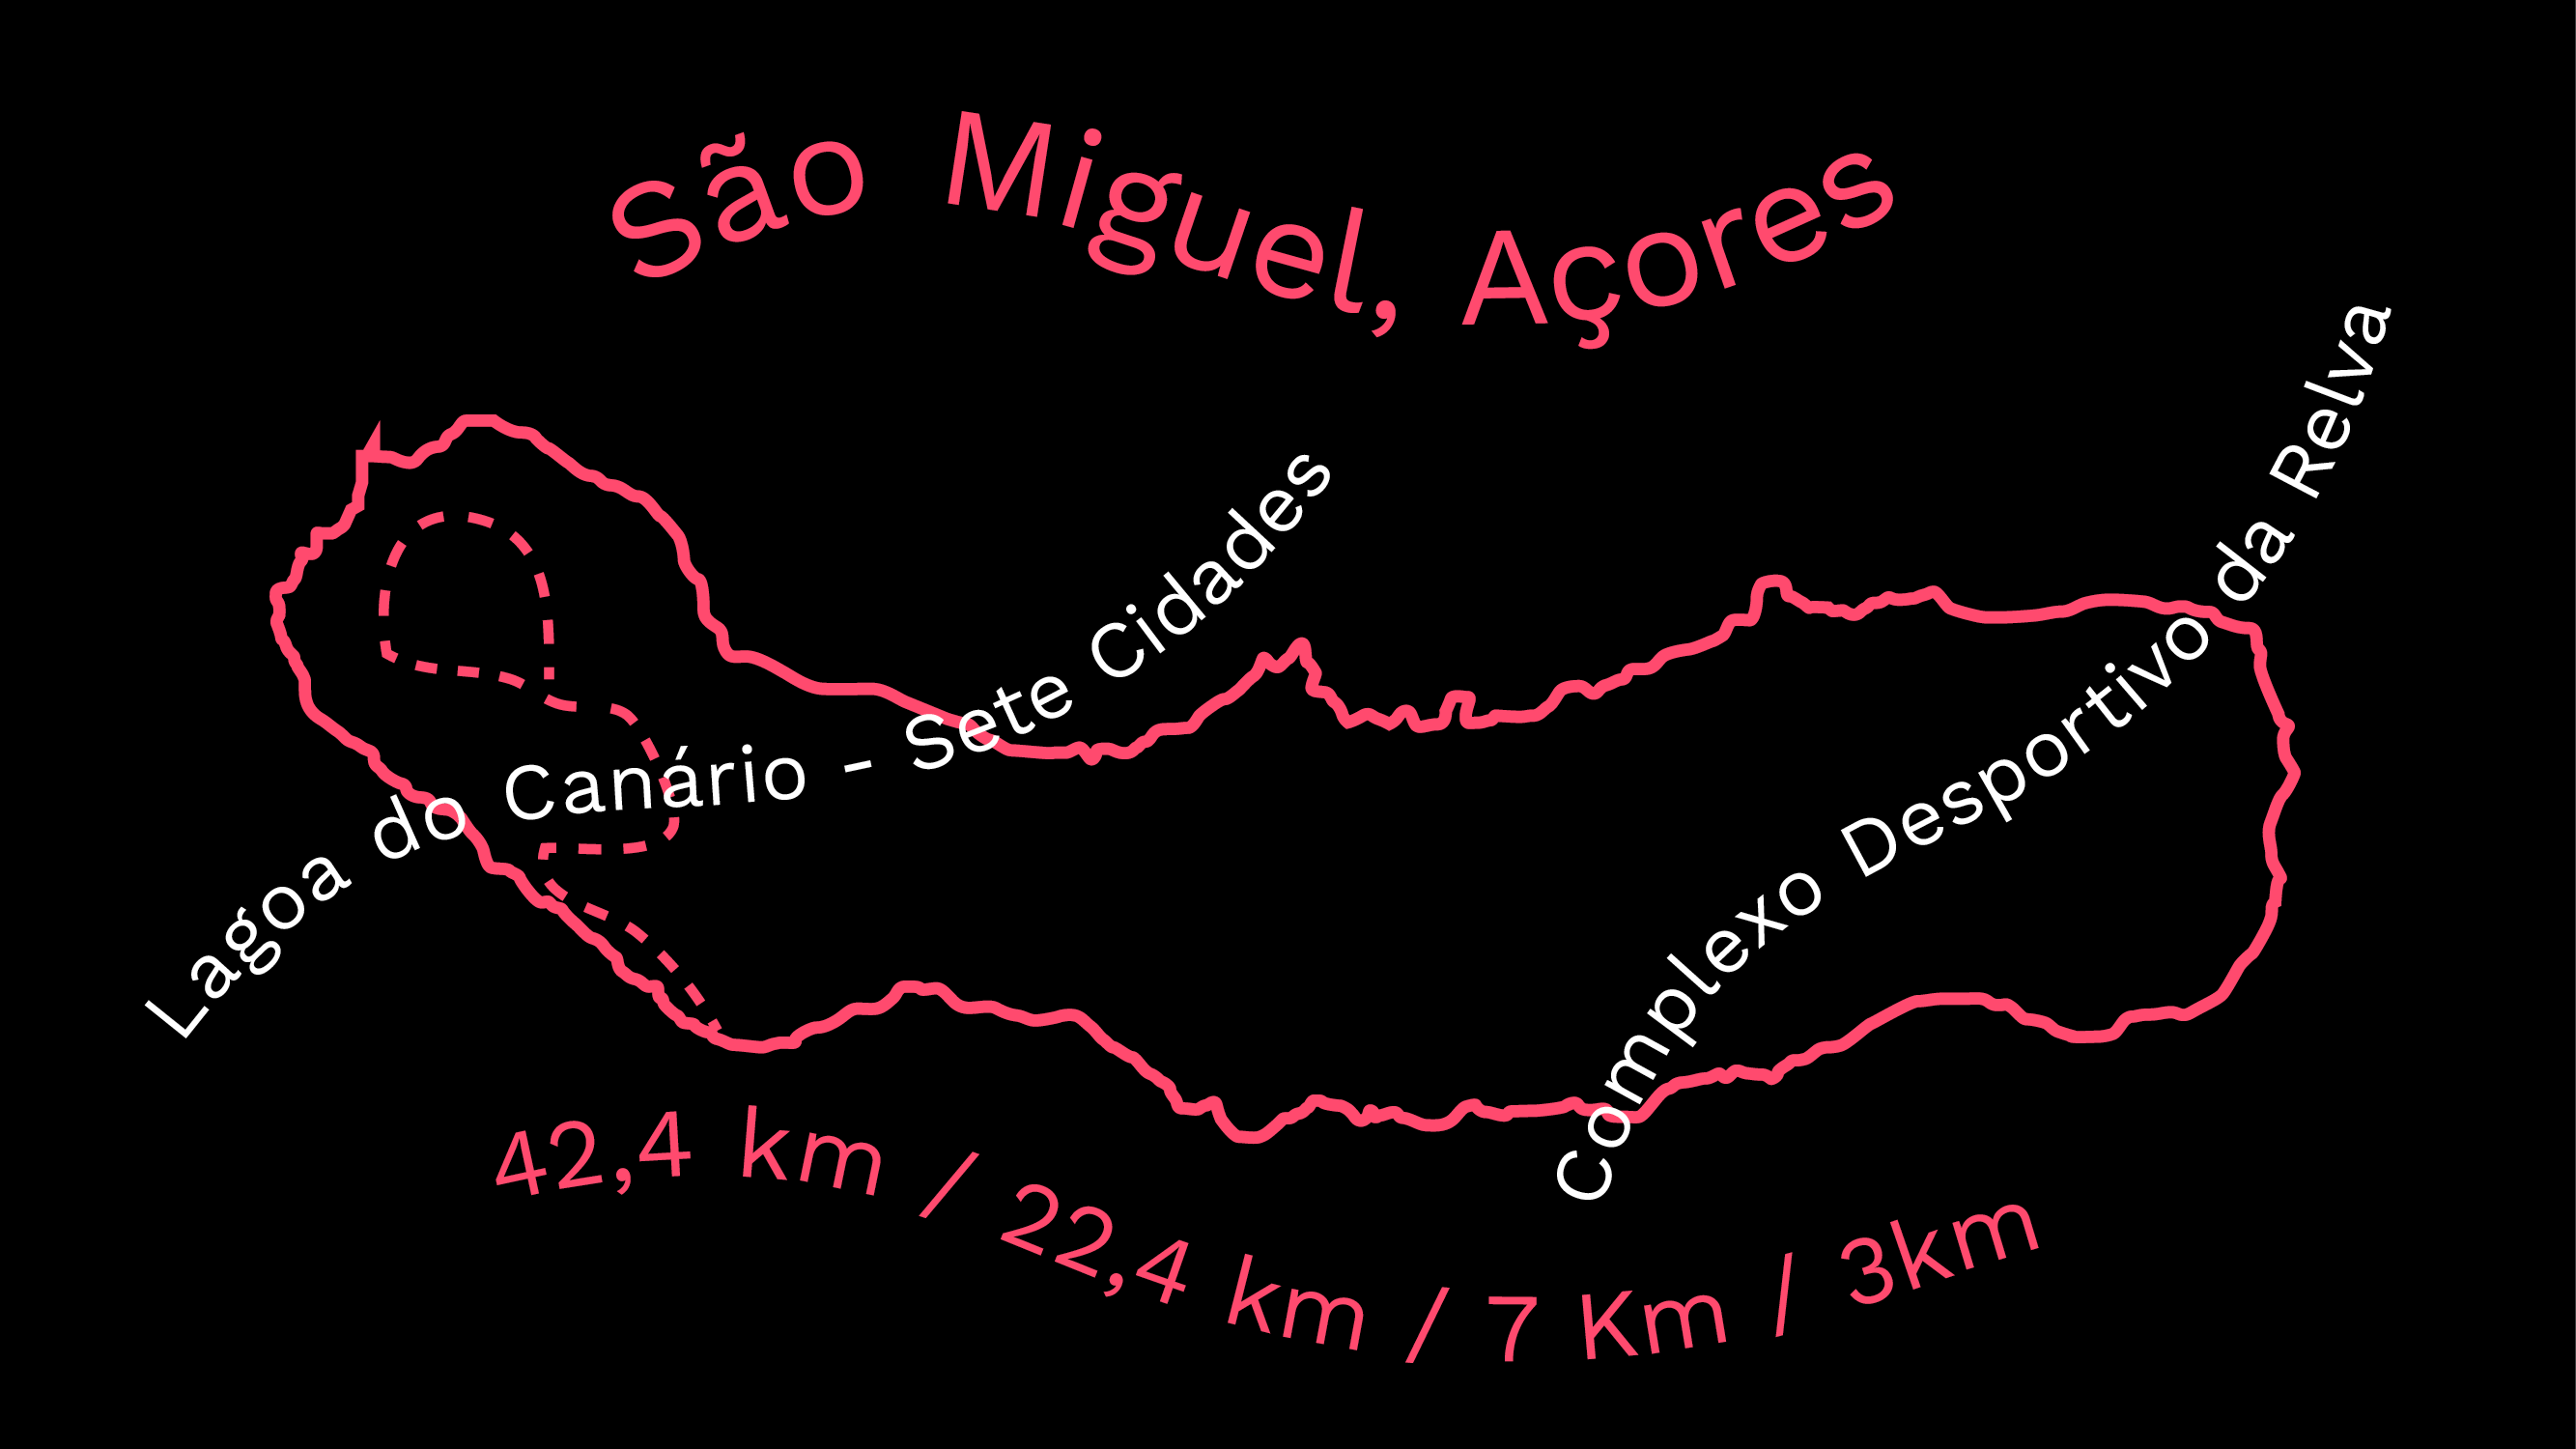 São Miguel, Açores
Lagoa do Canário - Sete Cidades
Complexo Desportivo da Relva
42,4 km / 22,4 km / 7 Km / 3km